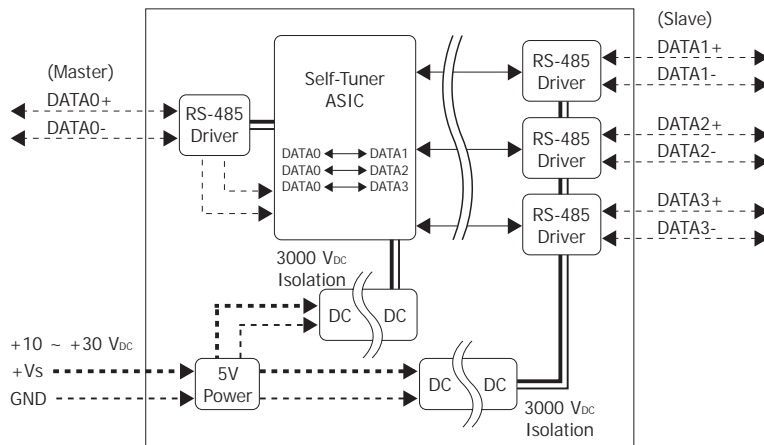 (Slave)
(Master)
DATA0+
DATA0-
RS-485
Driver
Self-Tuner
ASIC
DATA0 DATA1
DATA0 DATA2
DATA0 DATA3
RS-485
Driver
DATA1+
DATA1-
RS-485
Driver
DATA2+
DATA2-
RS-485
Driver
DATA3+
DATA3-
3000 VDC
Isolation
DC DC
+10 ~ +30 VDC
+Vs
GND
5V
Power
DC DC
3000 VDC
Isolation